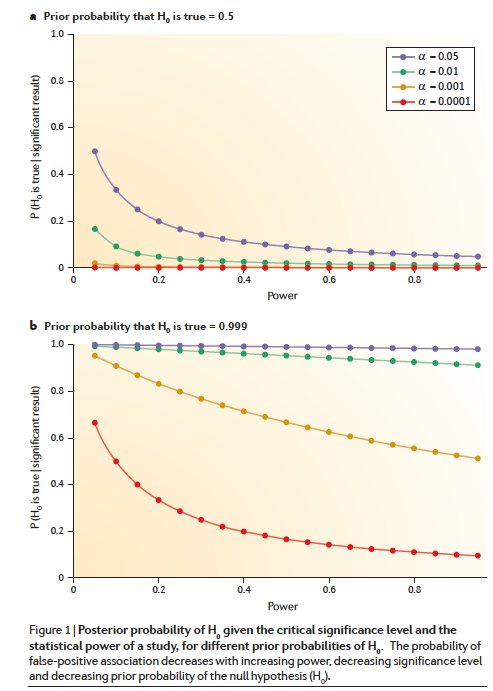 a Prior probability that H₀ is true = 0.5
1.0
0.8
0.6
0.4
0.2
0
P (H₀ is true | significant result)
α = 0.05
α = 0.01
α = 0.001
α = 0.0001
0 0.2 0.4 0.6 0.8
Power
b Prior probability that H₀ is true = 0.999
1.0
0.8
0.6
0.4
0.2
0
P (H₀ is true | significant result)
0 0.2 0.4 0.6 0.8
Power
Figure 1 | Posterior probability of H₀ given the critical significance level and the
statistical power of a study, for different prior probabilities of H₀. The probability of
false-positive association decreases with increasing power, decreasing significance level
and decreasing prior probability of the null hypothesis (H₀).